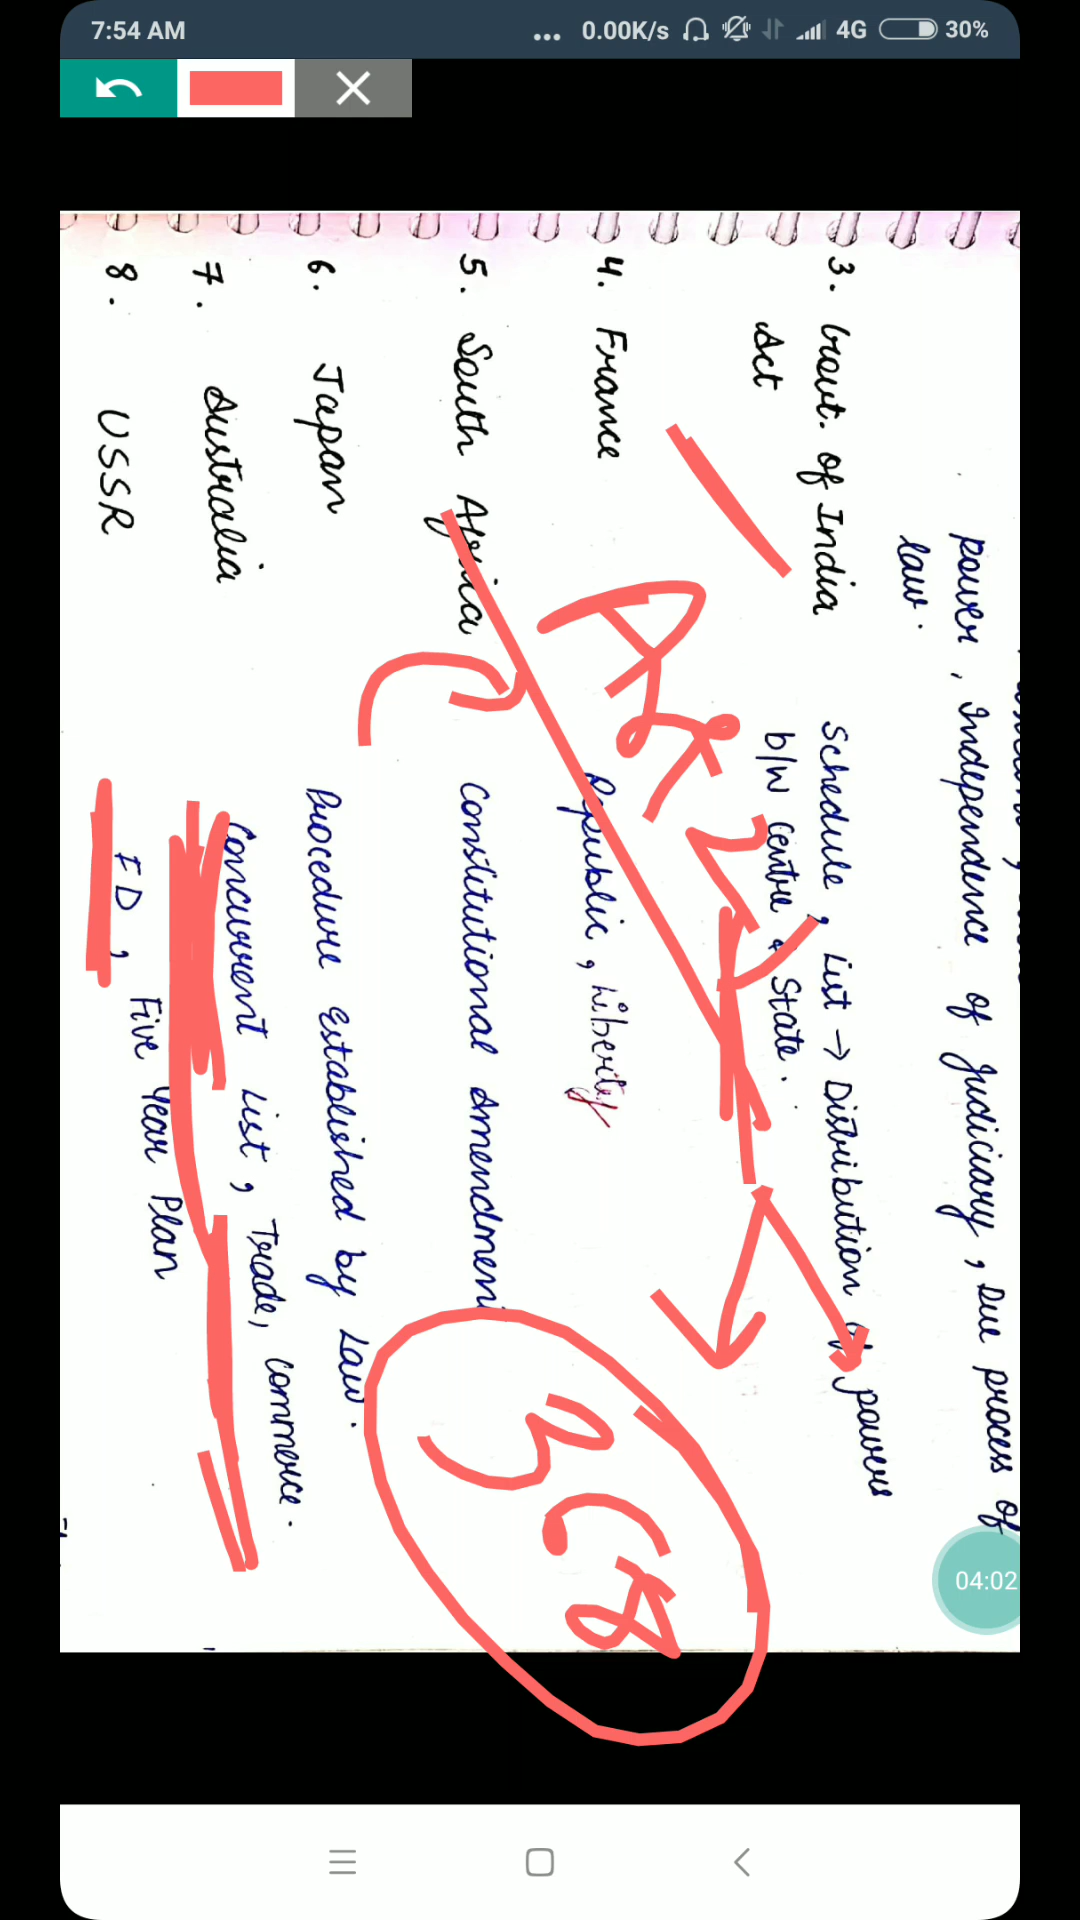 7:54 AM
... 0.00K/s 4G 30%
power, Independence of Judiciary, Due process of
law.
3. Govt. of India Schedule, List → Distribution of powers
Act b/w Centre & State.
4. France Republic, Liberty
5. South Africa Constitutional Amendment
6. Japan Procedure Established by Law.
7. Australia Concurrent List, Trade, Commerce.
8. USSR FD, Five Year Plan
368
04:02